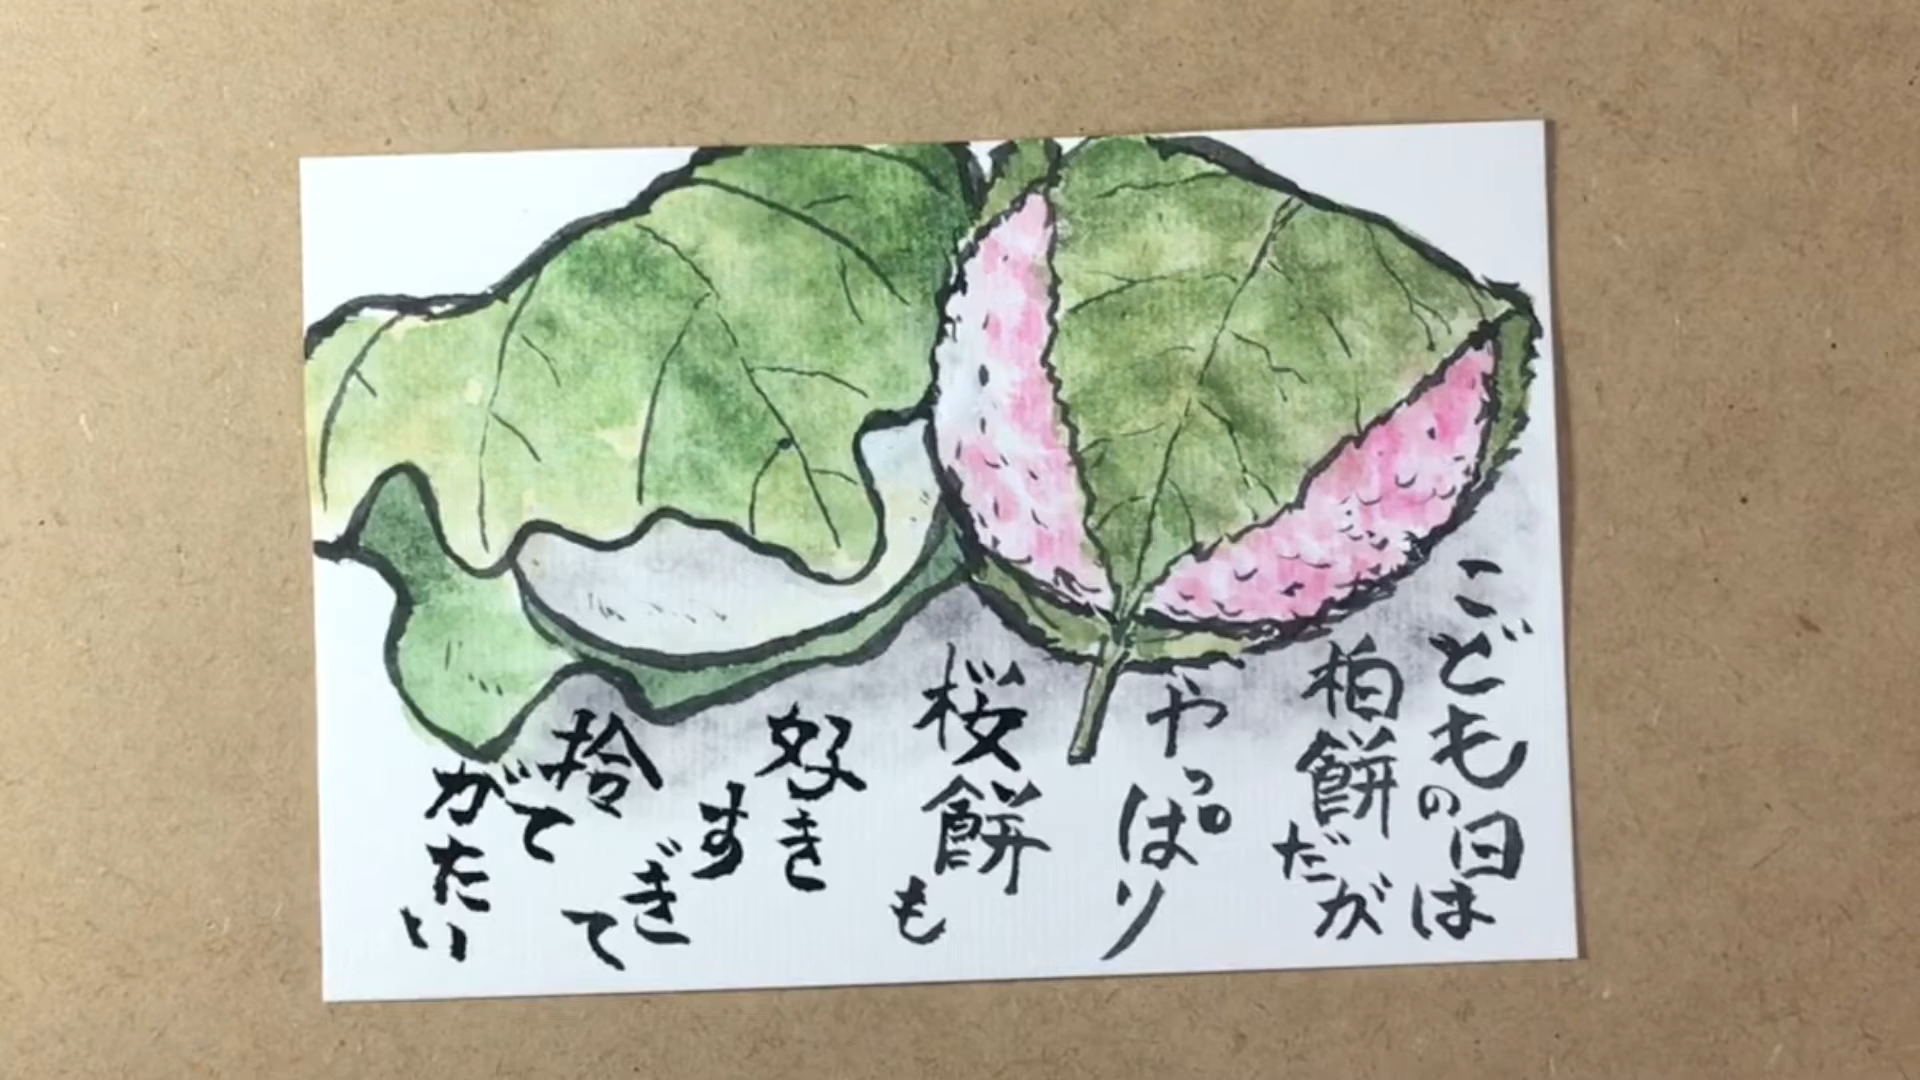 こどもの日は
柏餅だが
やっぱり
桜餅も
好き
すぎて
捨て
がたい